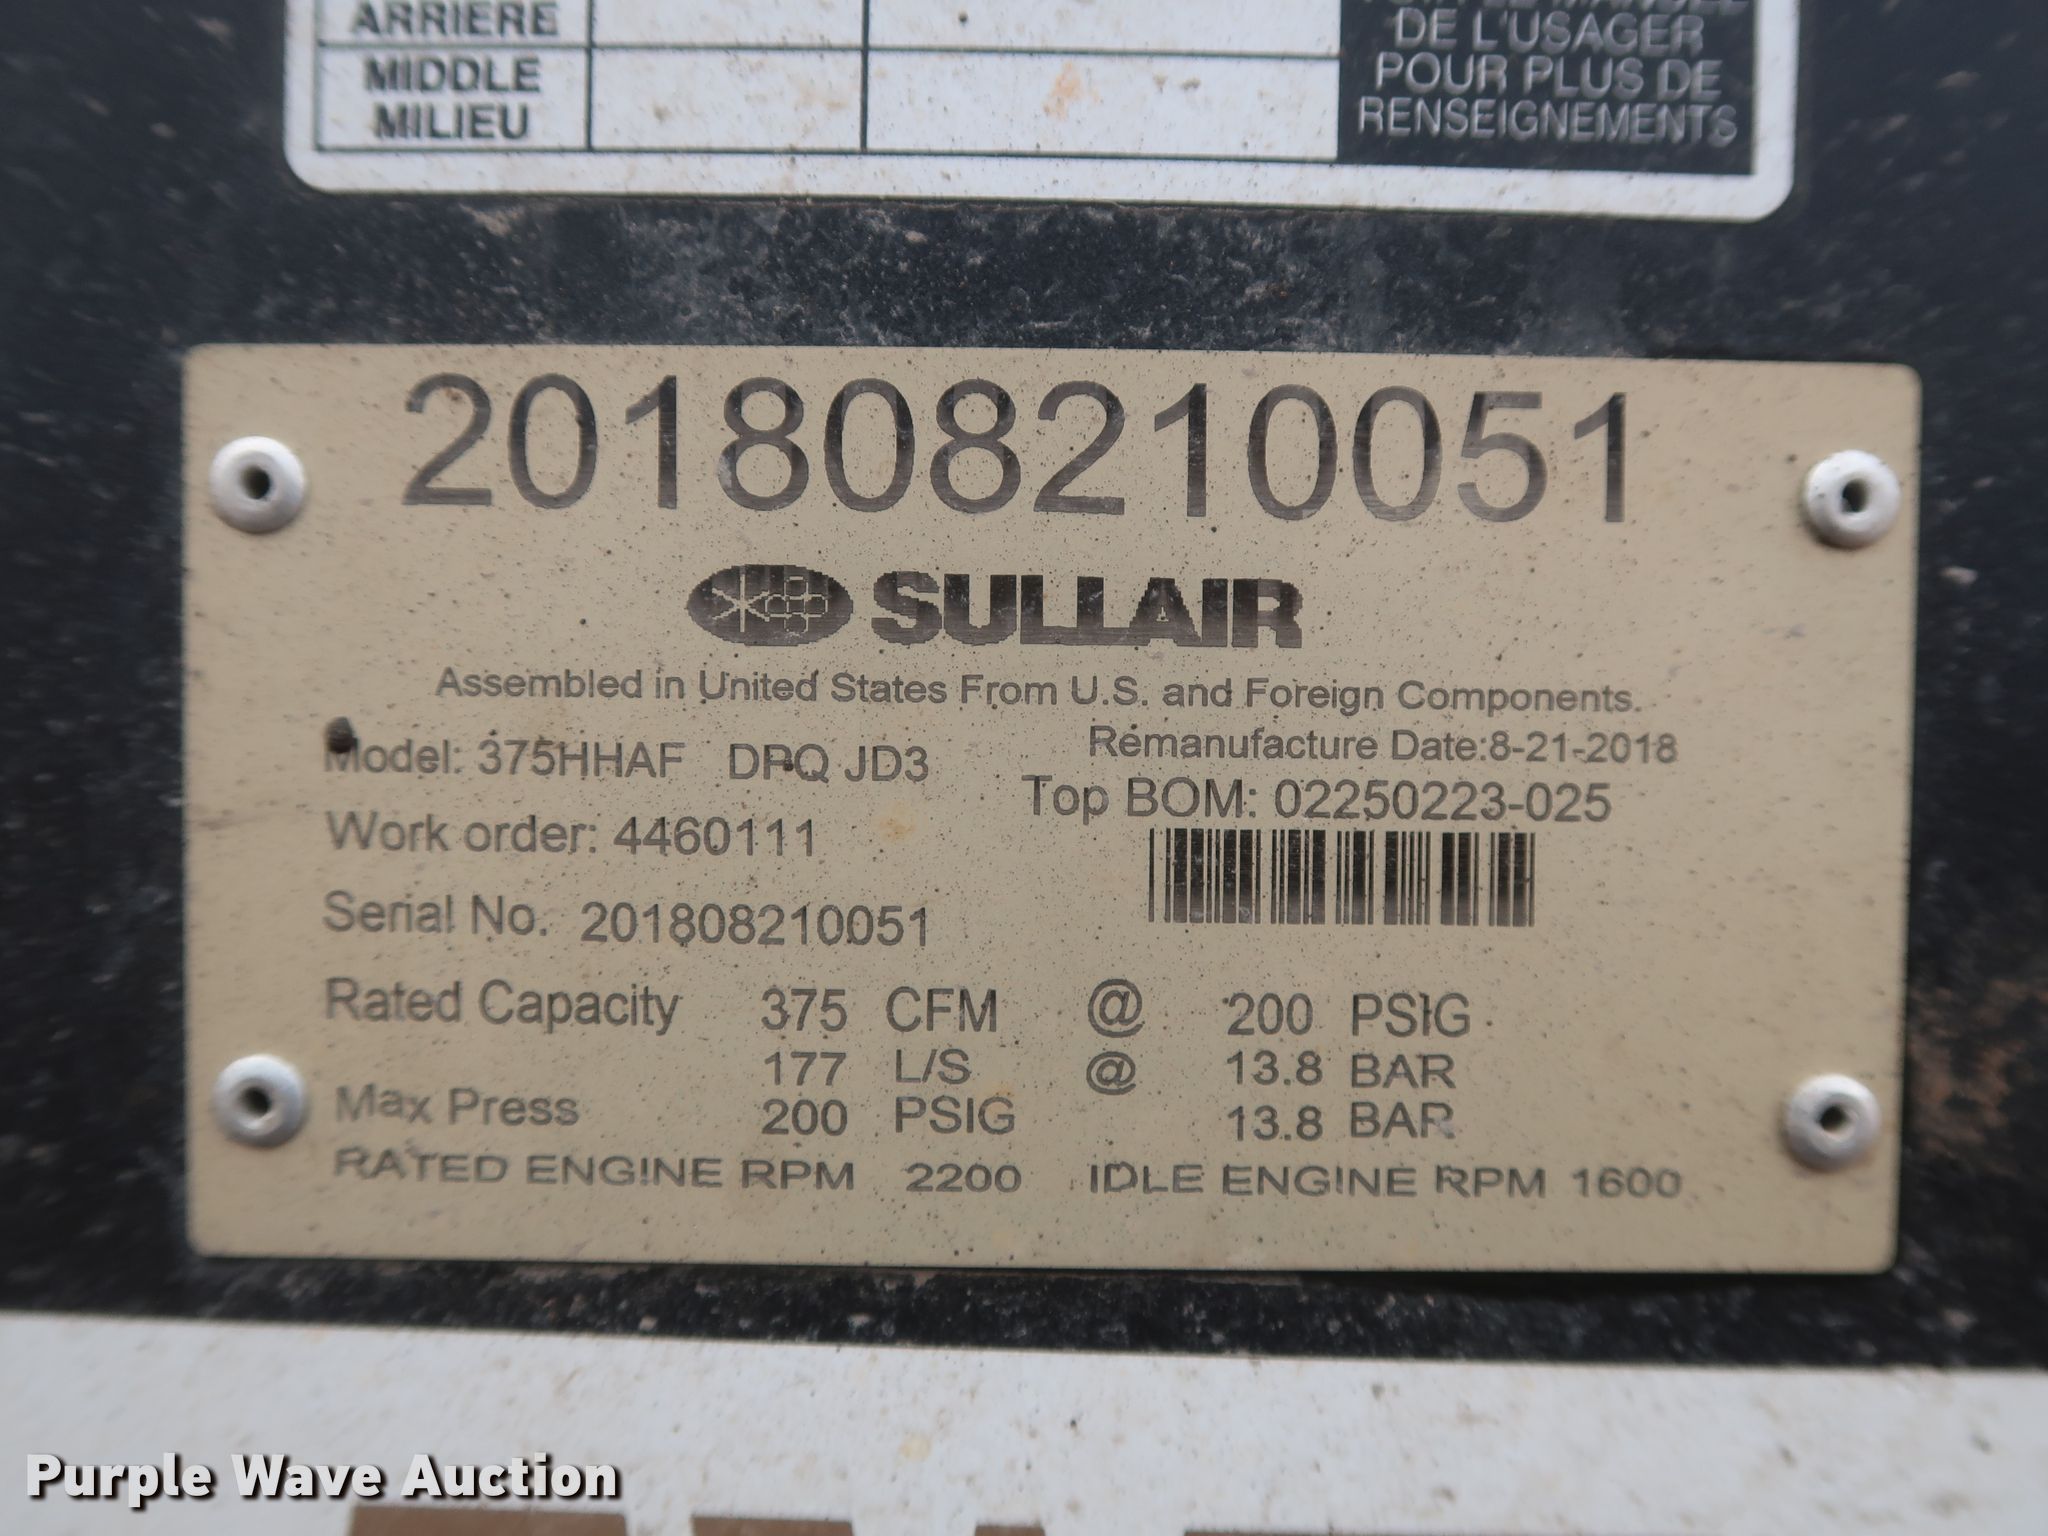 ARRIERE
MIDDLE
MILIEU
DE L'USAGER
POUR PLUS DE
RENSEIGNEMENTS
201808210051
SULLAIR
Assembled in United States From U.S. and Foreign Components.
Model: 375HHAF DPQ JD3
Remanufacture Date:8-21-2018
Top BOM: 02250223-025
Work order: 4460111
Serial No. 201808210051
Rated Capacity 375 CFM @ 200 PSIG
177 L/S @ 13.8 BAR
Max Press 200 PSIG 13.8 BAR
RATED ENGINE RPM 2200 IDLE ENGINE RPM 1600
Purple Wave Auction